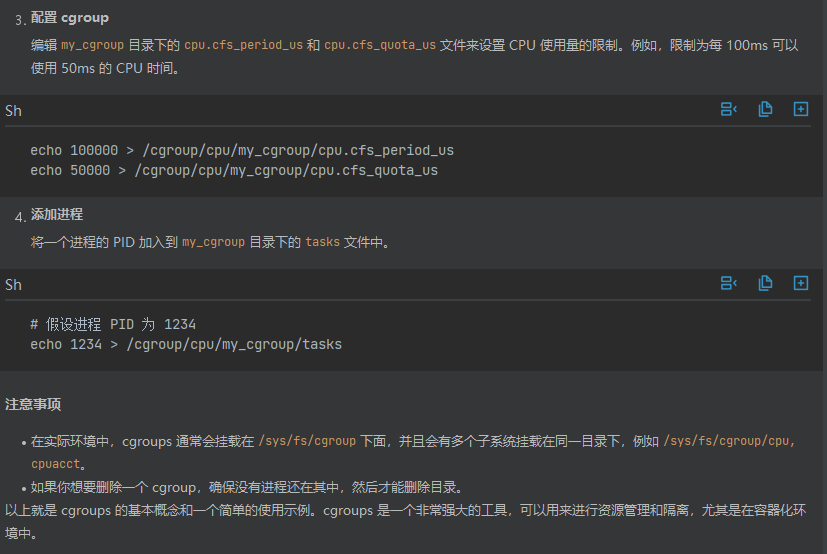 3. 配置 cgroup
编辑 my_cgroup 目录下的 cpu.cfs_period_us 和 cpu.cfs_quota_us 文件来设置 CPU 使用量的限制。例如，限制为每 100ms 可以
使用 50ms 的 CPU 时间。
Sh
echo 100000 > /cgroup/cpu/my_cgroup/cpu.cfs_period_us
echo 50000 > /cgroup/cpu/my_cgroup/cpu.cfs_quota_us
4. 添加进程
将一个进程的 PID 加入到 my_cgroup 目录下的 tasks 文件中。
Sh
# 假设进程 PID 为 1234
echo 1234 > /cgroup/cpu/my_cgroup/tasks
注意事项
• 在实际环境中，cgroups 通常会挂载在 /sys/fs/cgroup 下面，并且会有多个子系统挂载在同一目录下，例如 /sys/fs/cgroup/cpu,
cpuacct。
• 如果你想要删除一个 cgroup，确保没有进程还在其中，然后才能删除目录。
以上就是 cgroups 的基本概念和一个简单的使用示例。cgroups 是一个非常强大的工具，可以用来进行资源管理和隔离，尤其是在容器化环
境中。